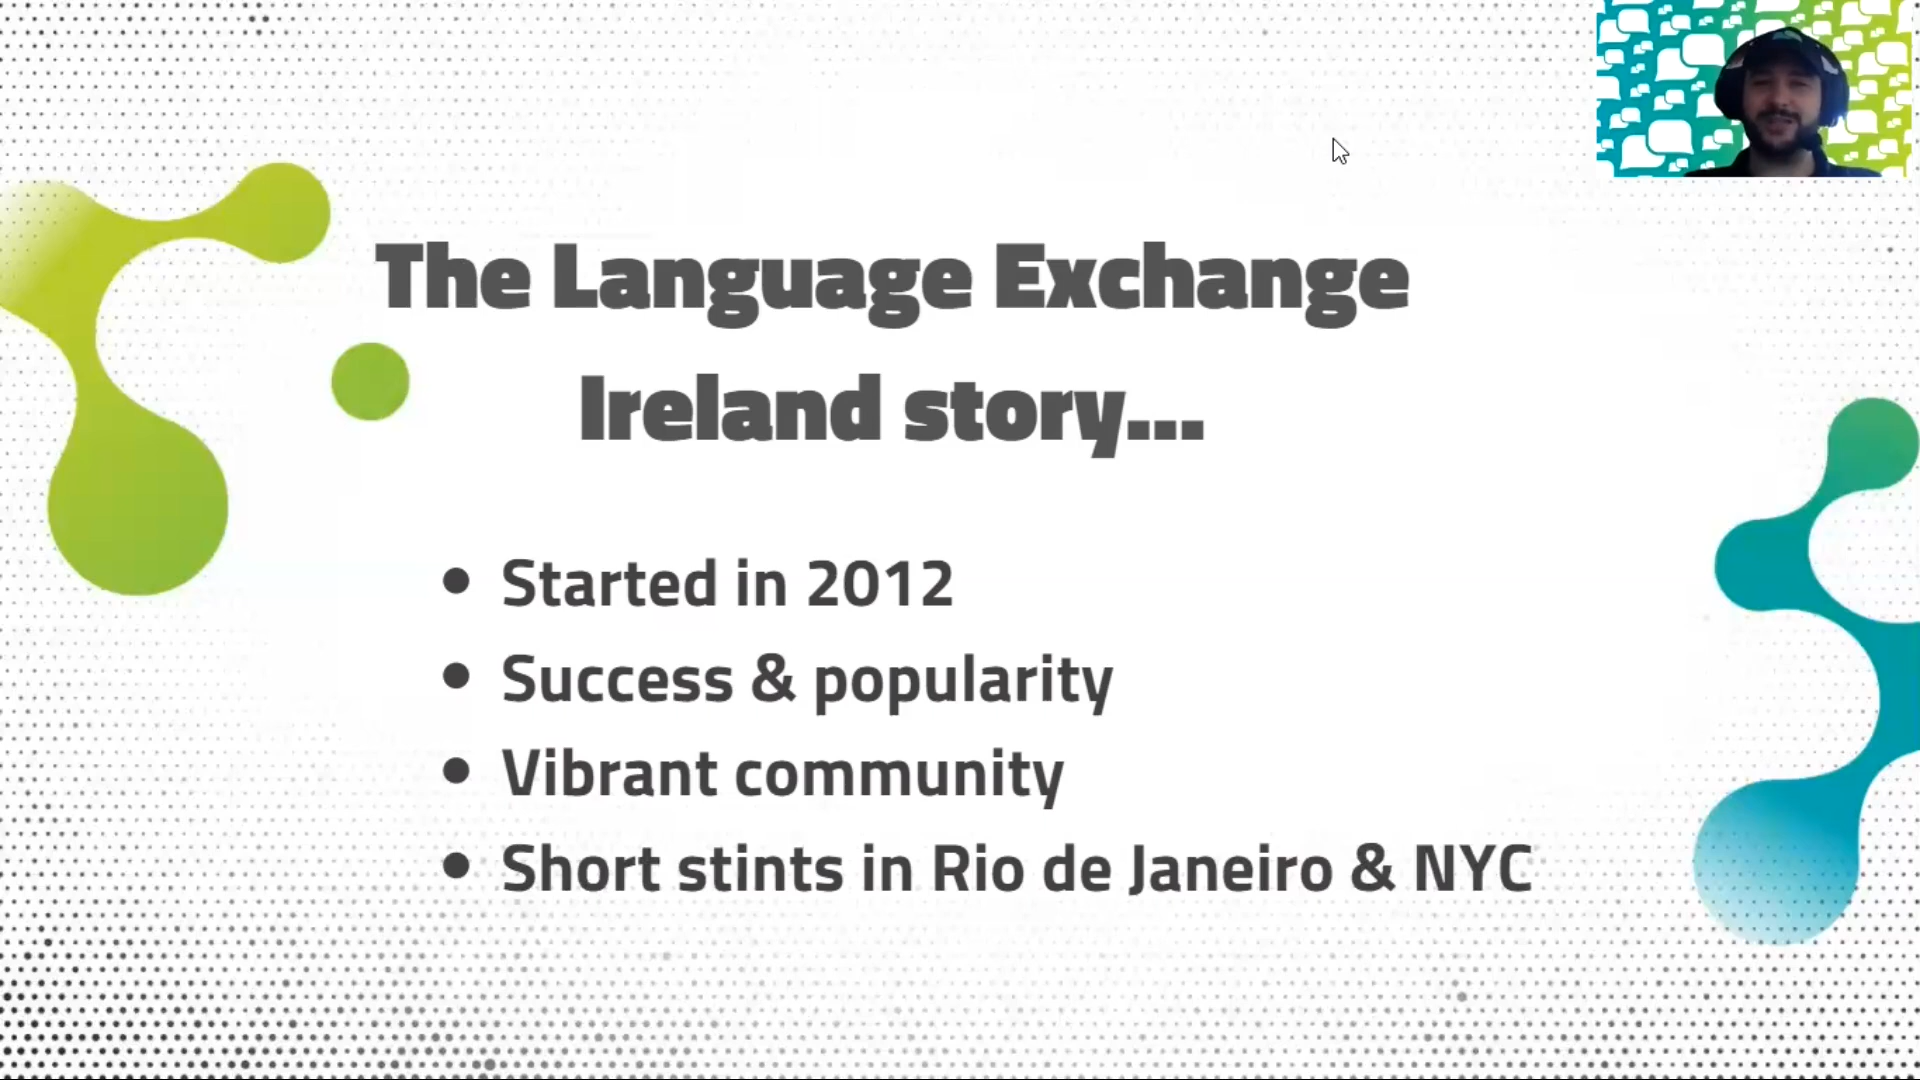 The Language Exchange
Ireland story...
• Started in 2012
• Success & popularity
• Vibrant community
• Short stints in Rio de Janeiro & NYC